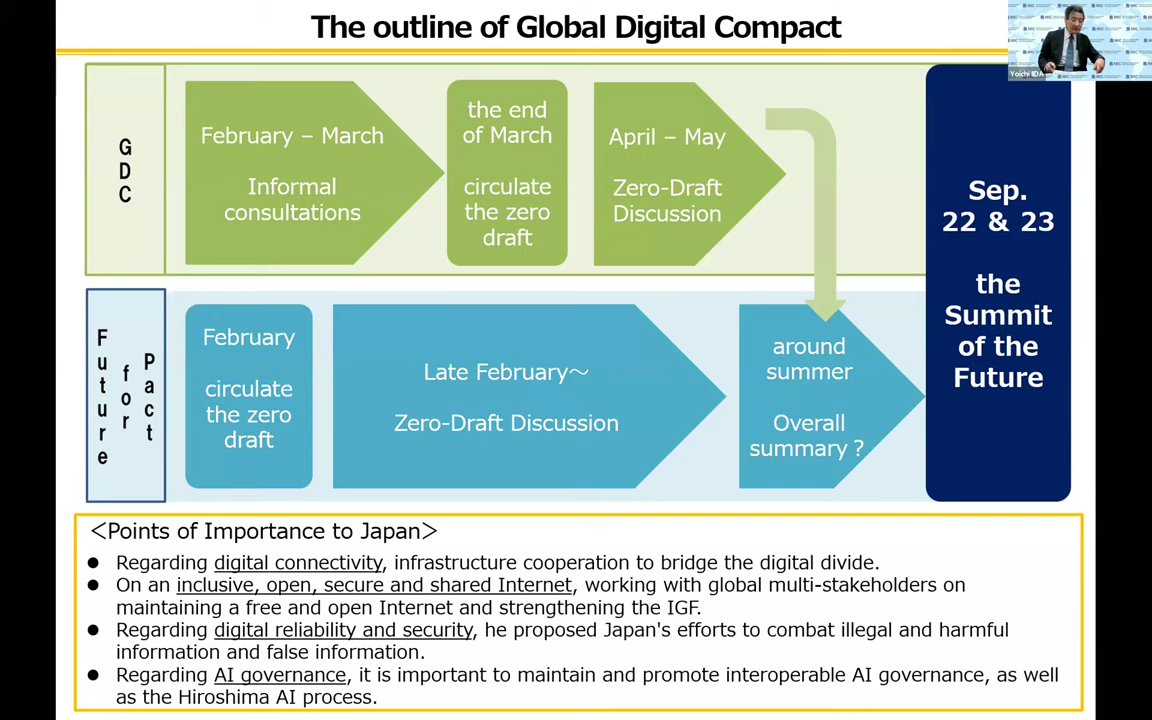 The outline of Global Digital Compact
Yoichi IIDA
GDC
February – March
Informal
consultations
the end
of March
circulate
the zero
draft
April – May
Zero-Draft
Discussion
Sep.
22 & 23
the
Summit
of the
Future
Pact
for
Future
February
circulate
the zero
draft
Late February～
Zero-Draft Discussion
around
summer
Overall
summary？
＜Points of Importance to Japan＞
● Regarding digital connectivity, infrastructure cooperation to bridge the digital divide.
● On an inclusive, open, secure and shared Internet, working with global multi-stakeholders on
maintaining a free and open Internet and strengthening the IGF.
● Regarding digital reliability and security, he proposed Japan's efforts to combat illegal and harmful
information and false information.
● Regarding AI governance, it is important to maintain and promote interoperable AI governance, as well
as the Hiroshima AI process.